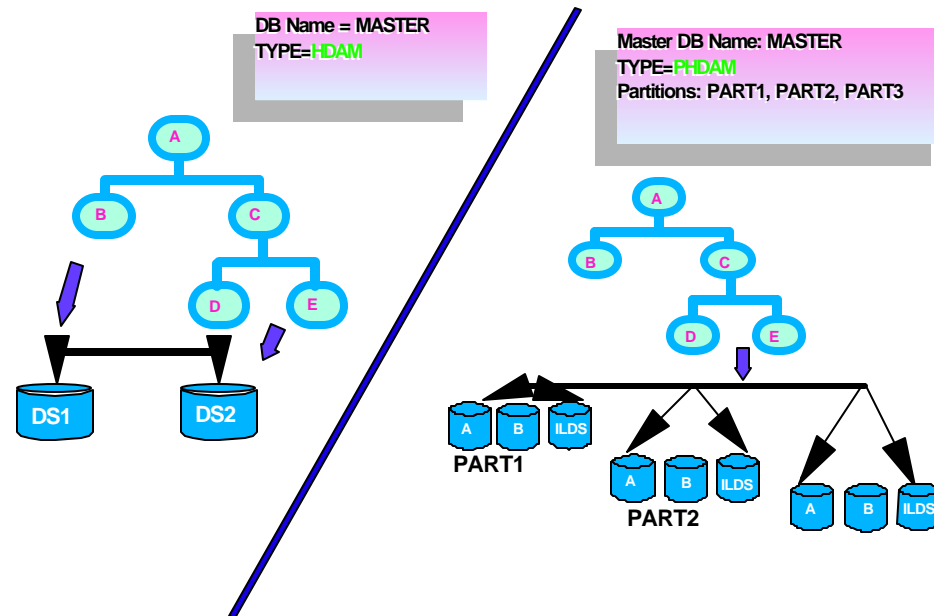 DB Name = MASTER
TYPE=HDAM
A
B
C
D
E
DS1
DS2
Master DB Name: MASTER
TYPE=PHDAM
Partitions: PART1, PART2, PART3
A
B
C
D
E
A
B
ILDS
PART1
A
B
ILDS
PART2
A
B
ILDS